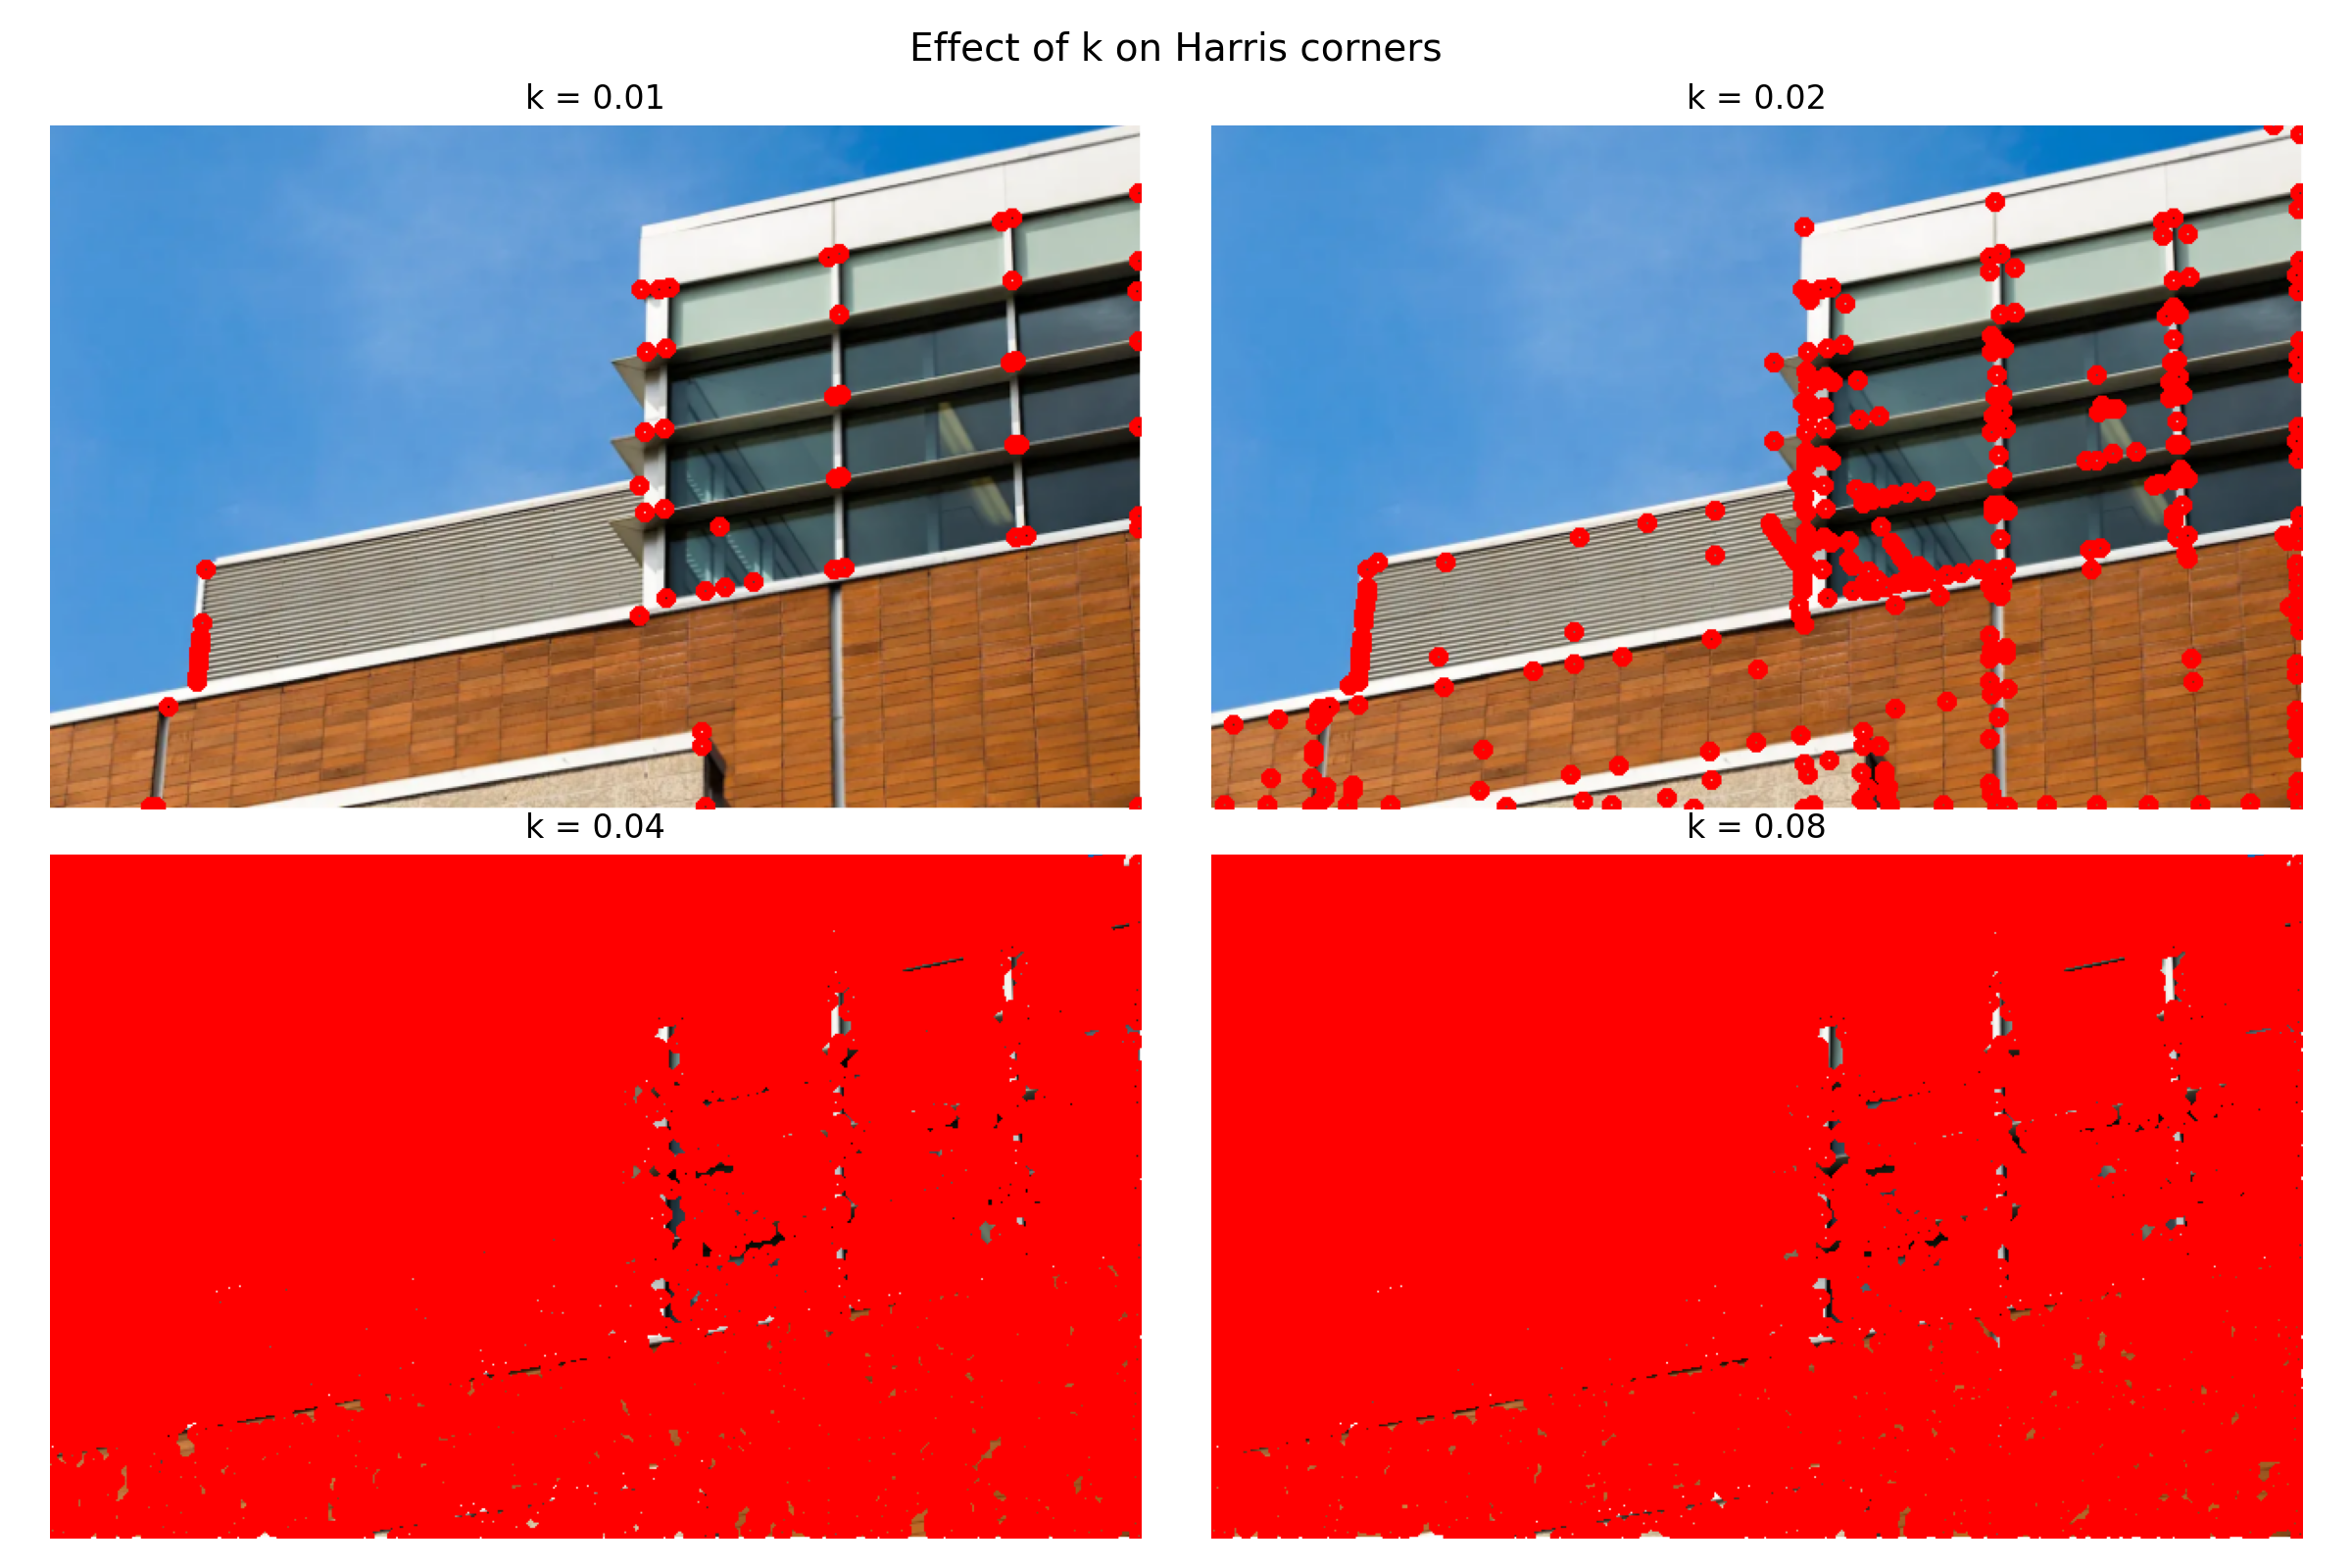 Effect of k on Harris corners
k = 0.01
k = 0.02
k = 0.04
k = 0.08